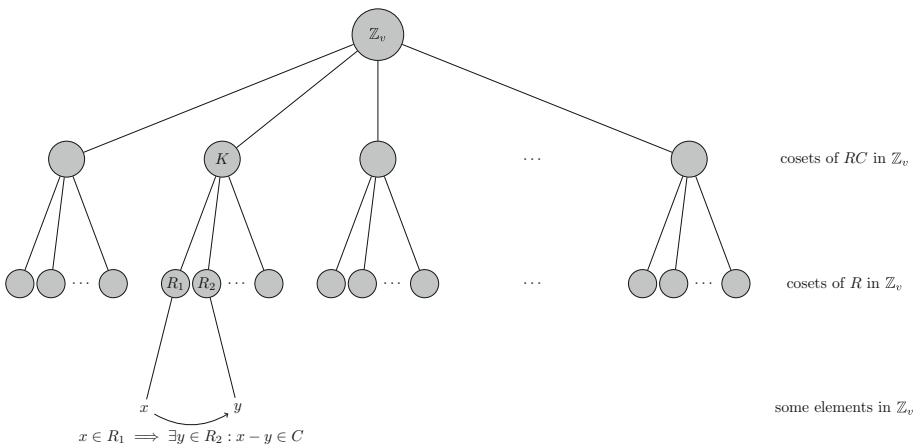 ℤ_v
K
⋯
cosets of RC in ℤ_v
R_1
R_2
⋯
⋯
⋯
⋯
⋯
cosets of R in ℤ_v
x
y
some elements in ℤ_v
x ∈ R_1 ⟹ ∃y ∈ R_2 : x − y ∈ C